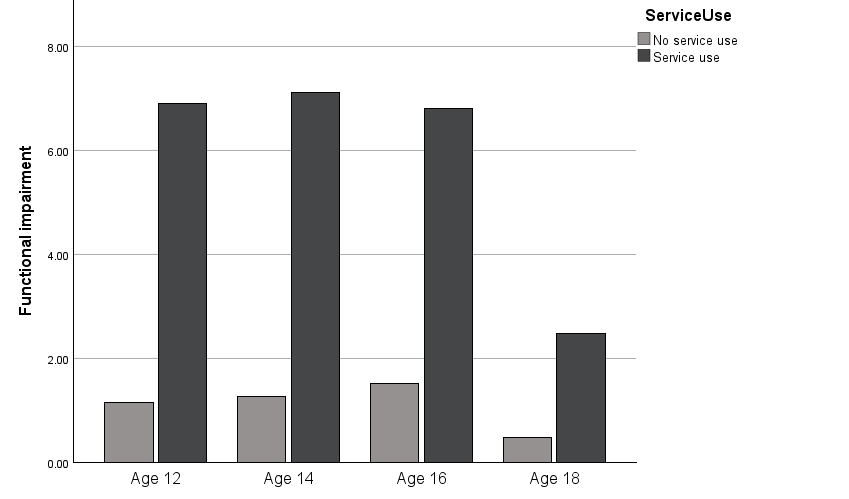 ServiceUse
No service use
Service use
Functional impairment
8.00
6.00
4.00
2.00
0.00
Age 12
Age 14
Age 16
Age 18